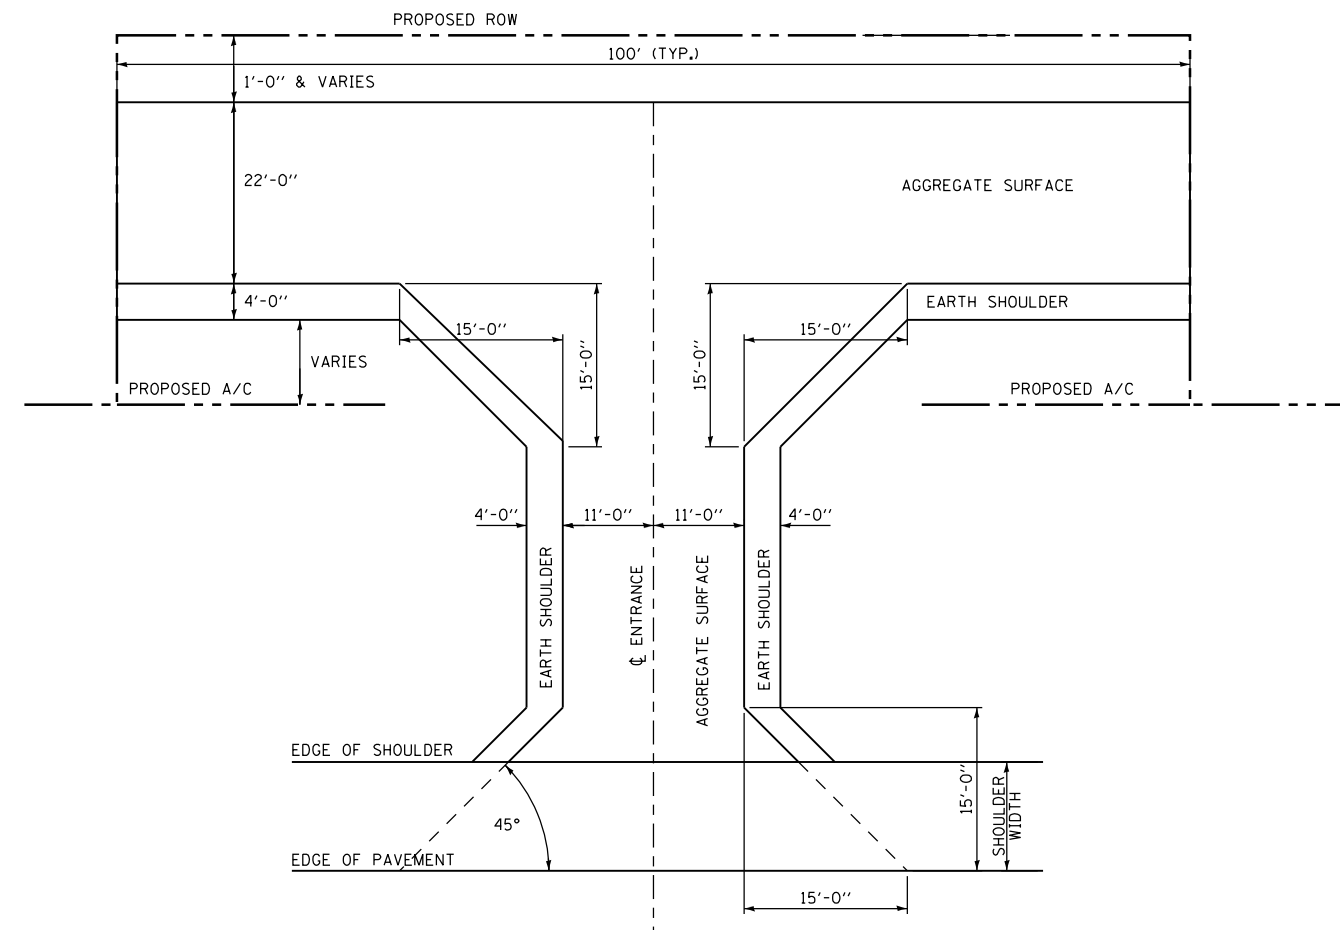 PROPOSED ROW
100' (TYP.)
1'-0'' & VARIES
22'-0''
AGGREGATE SURFACE
4'-0''
EARTH SHOULDER
15'-0''
15'-0''
15'-0''
15'-0''
VARIES
PROPOSED A/C
PROPOSED A/C
4'-0''
11'-0''
11'-0''
4'-0''
EARTH SHOULDER
℄ ENTRANCE
AGGREGATE SURFACE
EARTH SHOULDER
EDGE OF SHOULDER
45°
15'-0''
SHOULDER
WIDTH
EDGE OF PAVEMENT
15'-0''